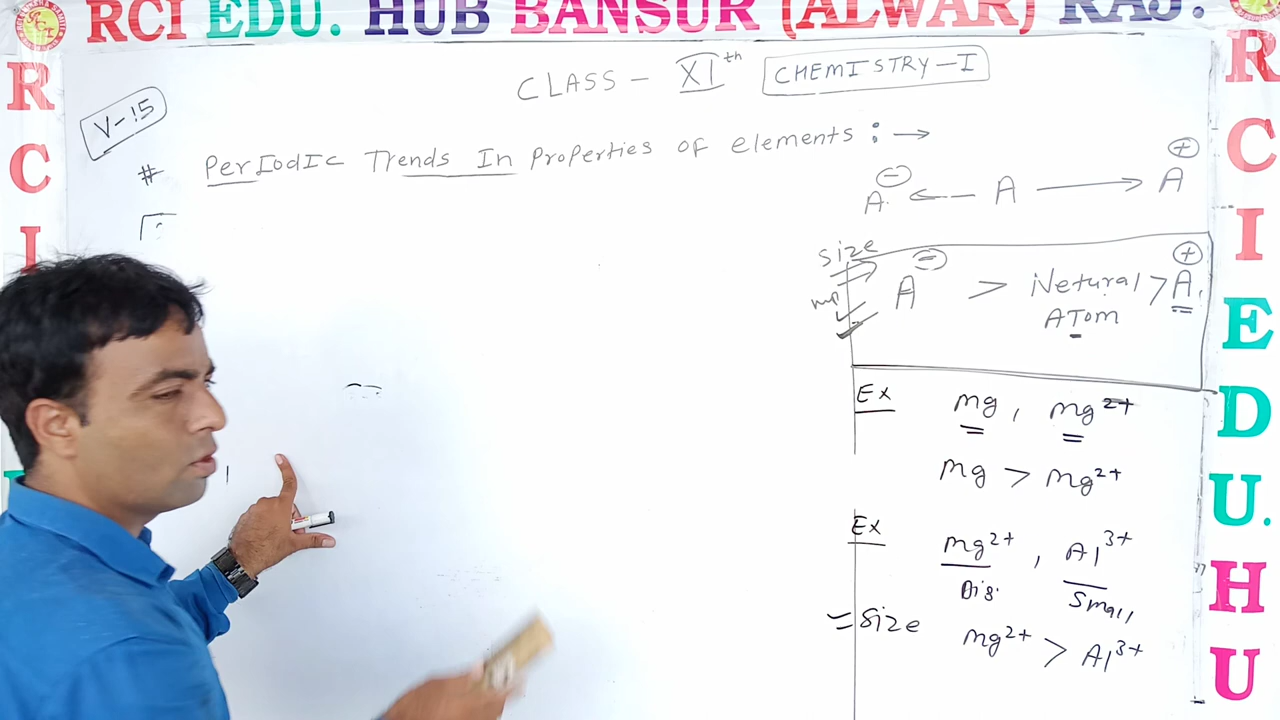 RCI EDU. HUB BANSUR (ALWAR) RAJ.
R
C
I
R
C
I
E
D
U.
H
U
CLASS – XIth CHEMISTRY-I
V-15
# PerIodIc Trends In Properties of elements : →
A⊖ ← A → A⊕
size
A⊖ > Netural ATom > A⊕
Ex mg, mg2+
mg > mg2+
Ex mg2+, Al3+
Big Small
= Size mg2+ > Al3+